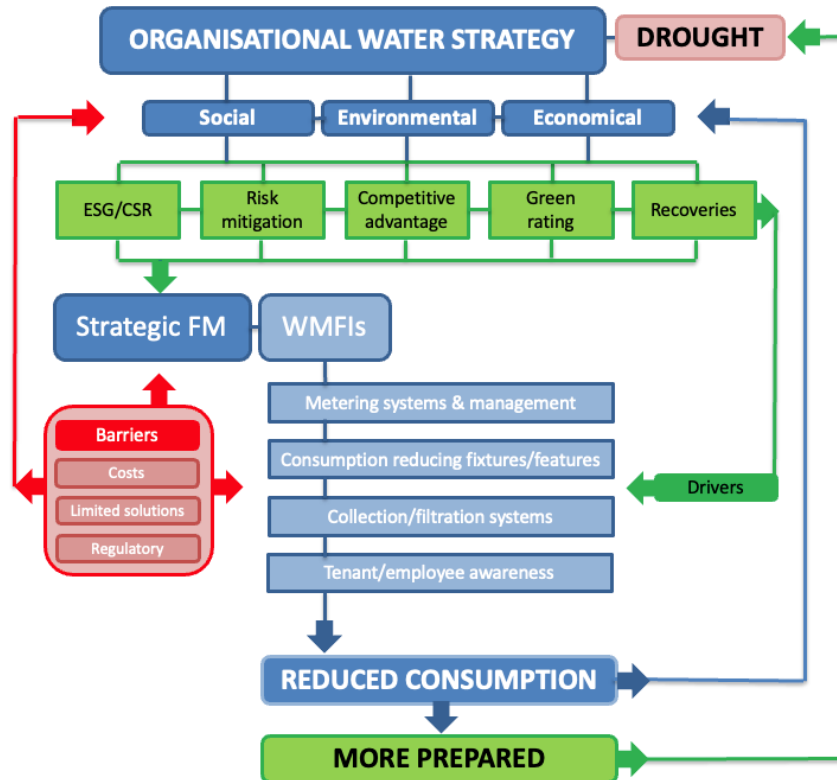 ORGANISATIONAL WATER STRATEGY
DROUGHT
Social
Environmental
Economical
ESG/CSR
Risk
mitigation
Competitive
advantage
Green
rating
Recoveries
Strategic FM
WMFIs
Metering systems & management
Barriers
Consumption reducing fixtures/features
Costs
Drivers
Limited solutions
Collection/filtration systems
Regulatory
Tenant/employee awareness
REDUCED CONSUMPTION
MORE PREPARED